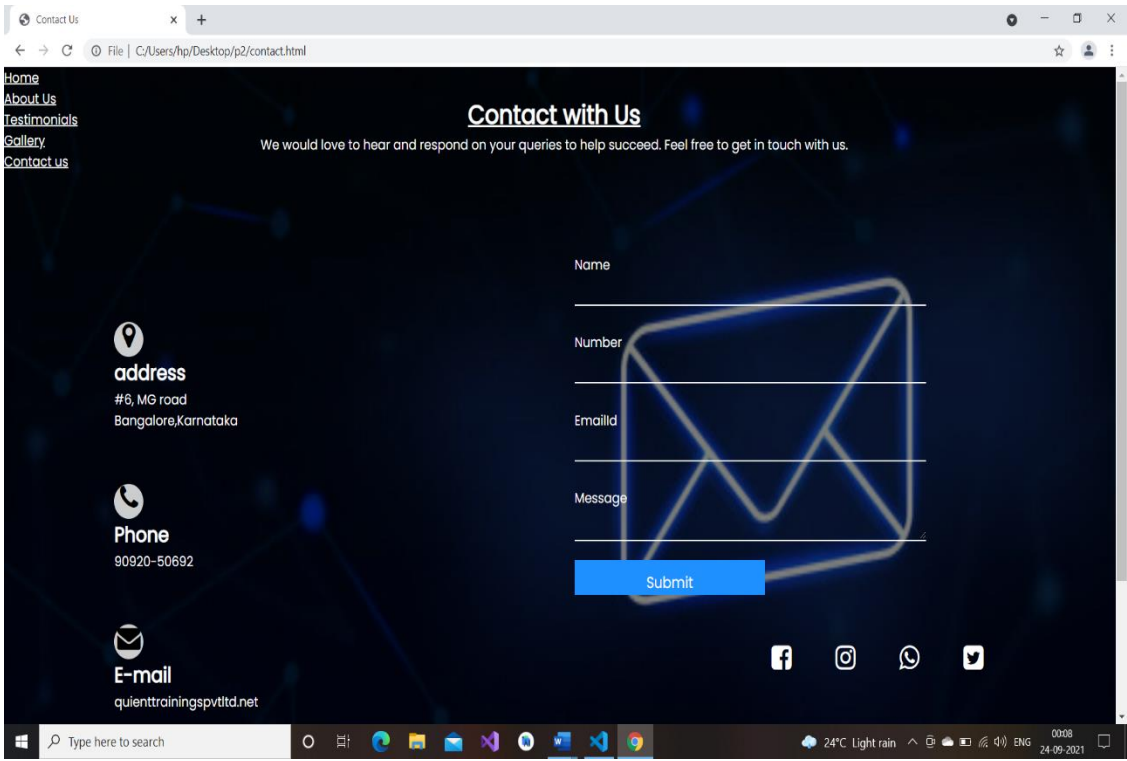 Contact Us
File | C:/Users/hp/Desktop/p2/contact.html
Home
About Us
Testimonials
Gallery
Contact us
Contact with Us
We would love to hear and respond on your queries to help succeed. Feel free to get in touch with us.
address
#6, MG road
Bangalore,Karnataka
Phone
90920-50692
E-mail
quienttrainingspvtltd.net
Name
Number
EmailId
Message
Submit
Type here to search
24°C Light rain
ENG
00:08
24-09-2021